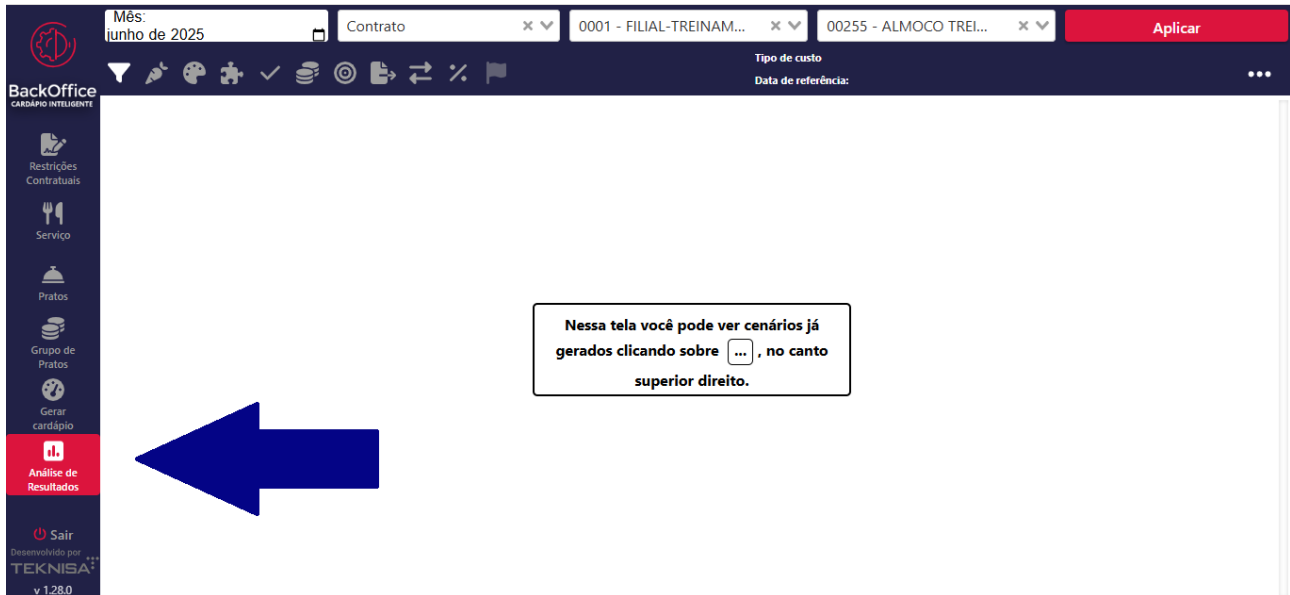 Mês:
junho de 2025
Contrato
0001 - FILIAL-TREINAM...
00255 - ALMOCO TREI...
Aplicar
Tipo de custo
Data de referência:
BackOffice
CARDÁPIO INTELIGENTE
Restrições
Contratuais
Serviço
Pratos
Grupo de
Pratos
Gerar
cardápio
Análise de
Resultados
Sair
Desenvolvido por
TEKNISA
v 1.28.0
Nessa tela você pode ver cenários já
gerados clicando sobre ... , no canto
superior direito.